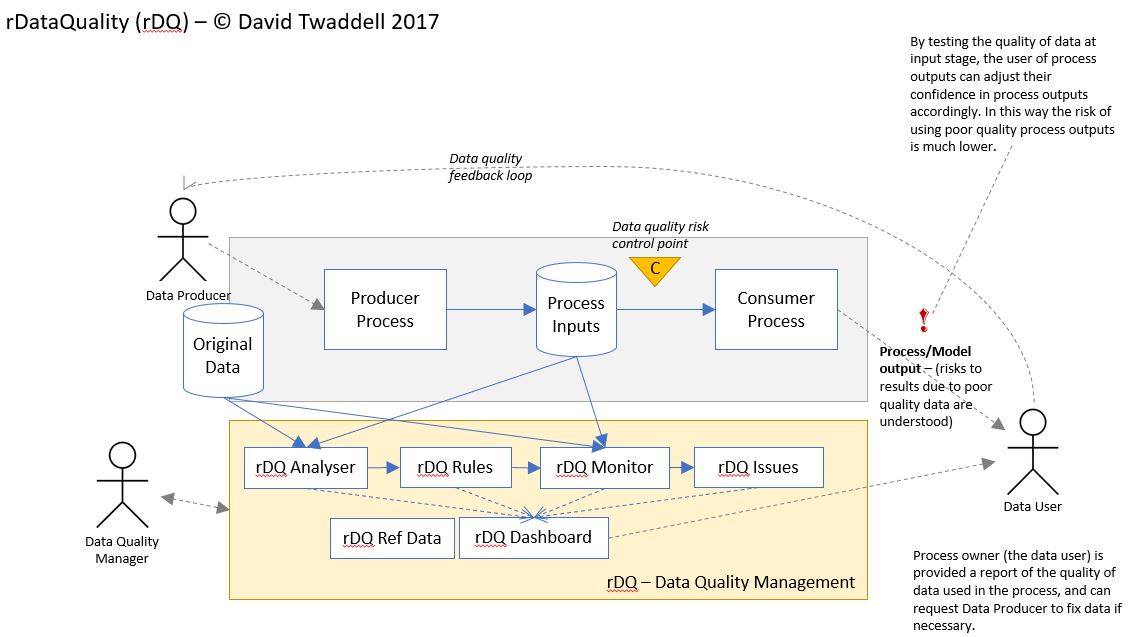 rDataQuality (rDQ) – © David Twaddell 2017
By testing the quality of data at
input stage, the user of process
outputs can adjust their
confidence in process outputs
accordingly. In this way the risk of
using poor quality process outputs
is much lower.
Data quality
feedback loop
Data quality risk
control point
C
Data Producer
Producer
Process
Process
Inputs
Consumer
Process
Original
Data
Process/Model
output – (risks to
results due to poor
quality data are
understood)
rDQ Analyser
rDQ Rules
rDQ Monitor
rDQ Issues
Data User
Data Quality
Manager
rDQ Ref Data
rDQ Dashboard
rDQ – Data Quality Management
Process owner (the data user) is
provided a report of the quality of
data used in the process, and can
request Data Producer to fix data if
necessary.